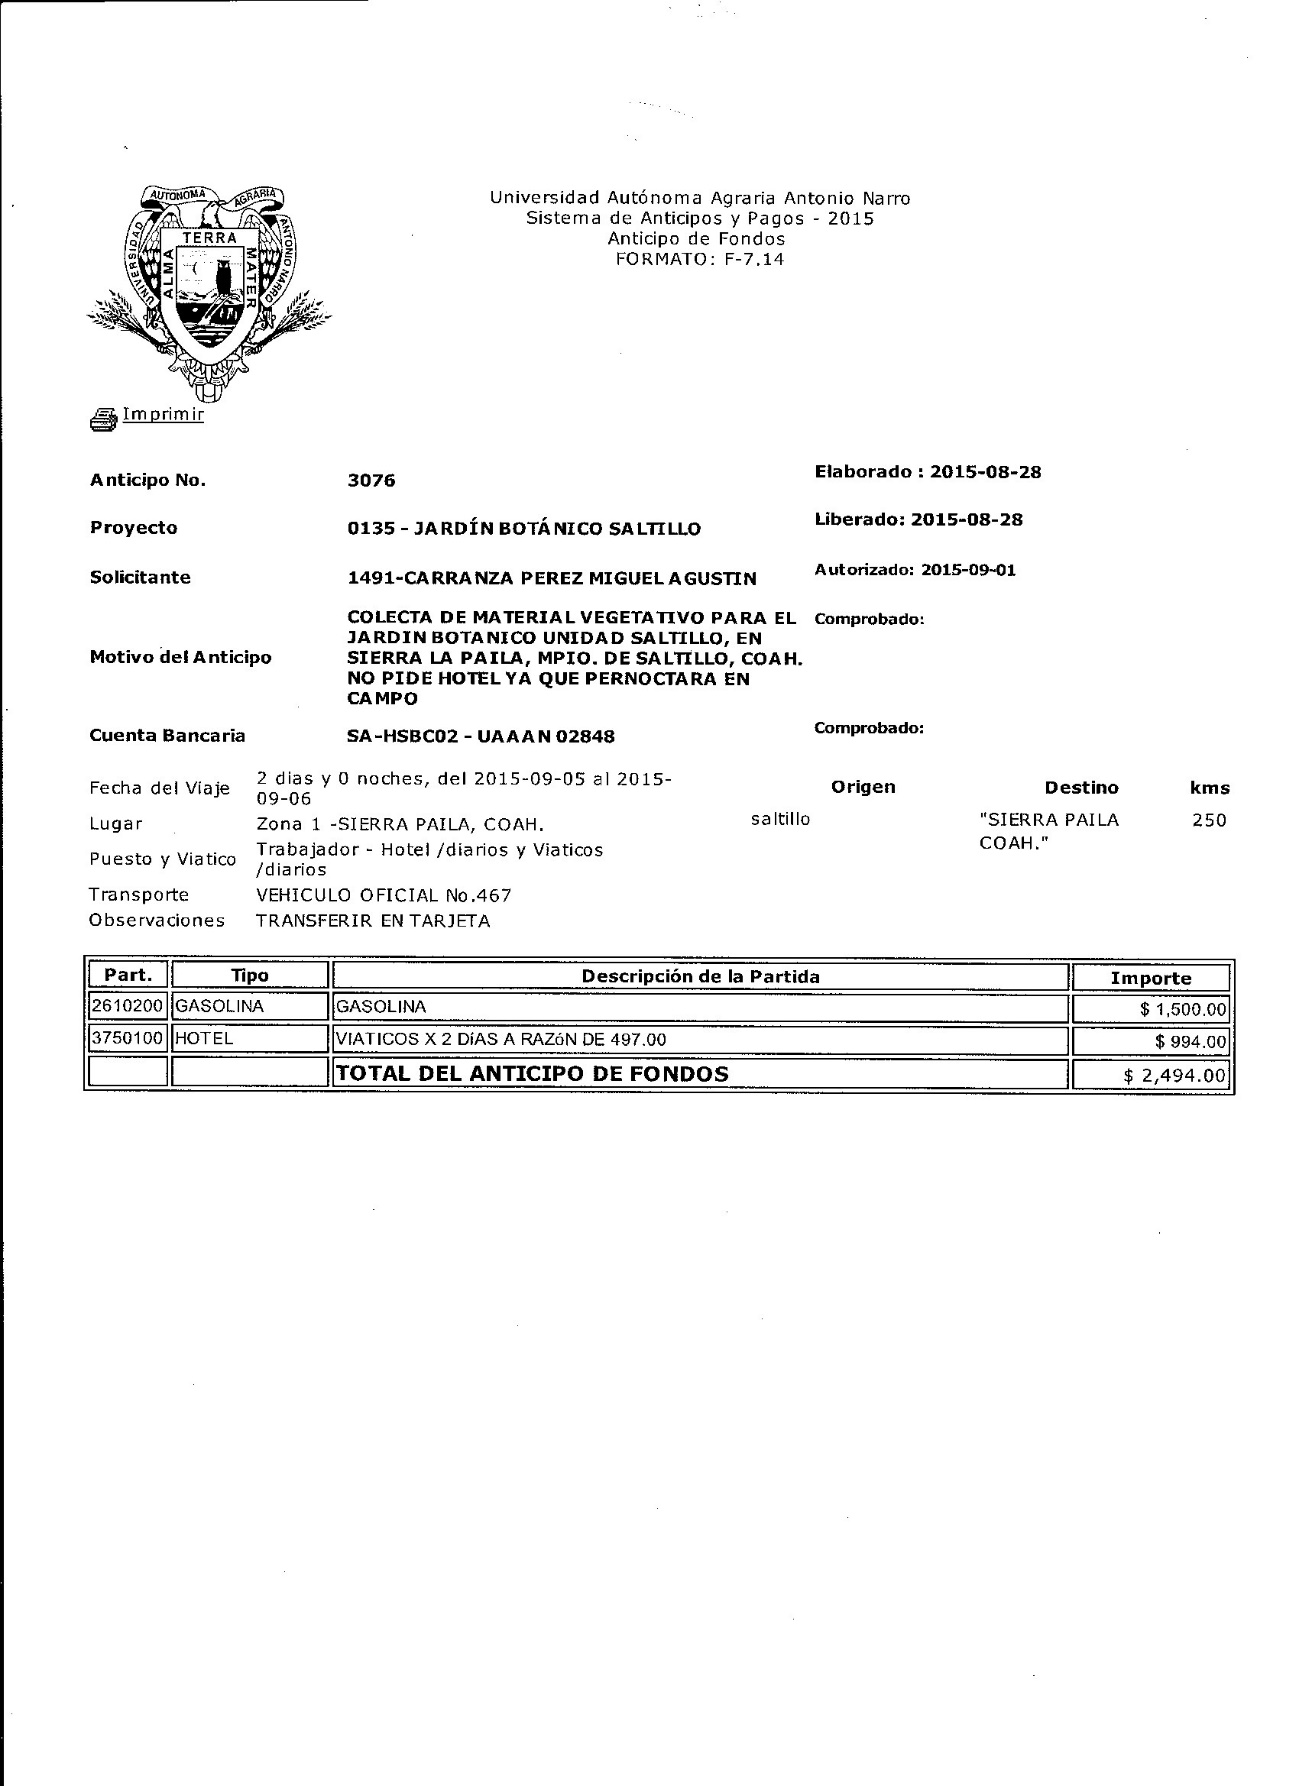 AUTONOMA AGRARIA
UNIVERSIDAD ANTONIO NARRO
ALMA TERRA MATER
Universidad Autónoma Agraria Antonio Narro
Sistema de Anticipos y Pagos - 2015
Anticipo de Fondos
FORMATO: F-7.14
Imprimir
Anticipo No. 3076 Elaborado : 2015-08-28
Proyecto 0135 - JARDÍN BOTÁNICO SALTILLO Liberado: 2015-08-28
Solicitante 1491-CARRANZA PEREZ MIGUEL AGUSTIN Autorizado: 2015-09-01
Motivo del Anticipo COLECTA DE MATERIAL VEGETATIVO PARA EL
JARDIN BOTANICO UNIDAD SALTILLO, EN
SIERRA LA PAILA, MPIO. DE SALTILLO, COAH.
NO PIDE HOTEL YA QUE PERNOCTARA EN
CAMPO
Comprobado:
Cuenta Bancaria SA-HSBC02 - UAAAN 02848 Comprobado:
Fecha del Viaje 2 dias y 0 noches, del 2015-09-05 al 2015-
09-06
Lugar Zona 1 -SIERRA PAILA, COAH.
Puesto y Viatico Trabajador - Hotel /diarios y Viaticos
/diarios
Transporte VEHICULO OFICIAL No.467
Observaciones TRANSFERIR EN TARJETA
Origen Destino kms
saltillo "SIERRA PAILA 250
COAH."
Part. Tipo Descripción de la Partida Importe
2610200 GASOLINA GASOLINA $ 1,500.00
3750100 HOTEL VIATICOS X 2 DíAS A RAZóN DE 497.00 $ 994.00
TOTAL DEL ANTICIPO DE FONDOS $ 2,494.00